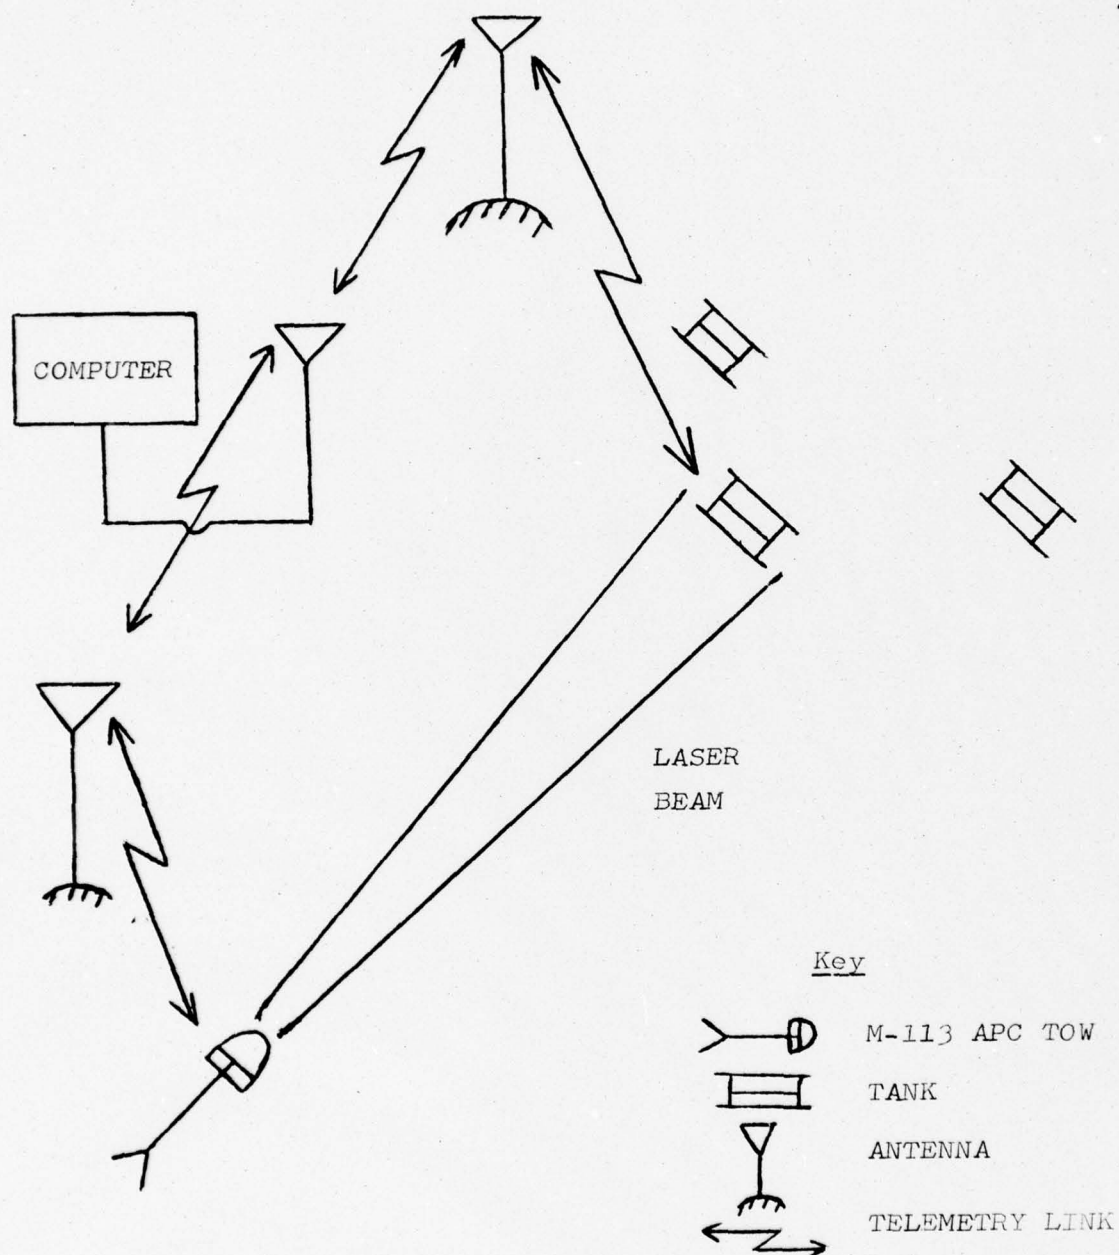 COMPUTER
LASER
BEAM
Key
M-113 APC TOW
TANK
ANTENNA
TELEMETRY LINK